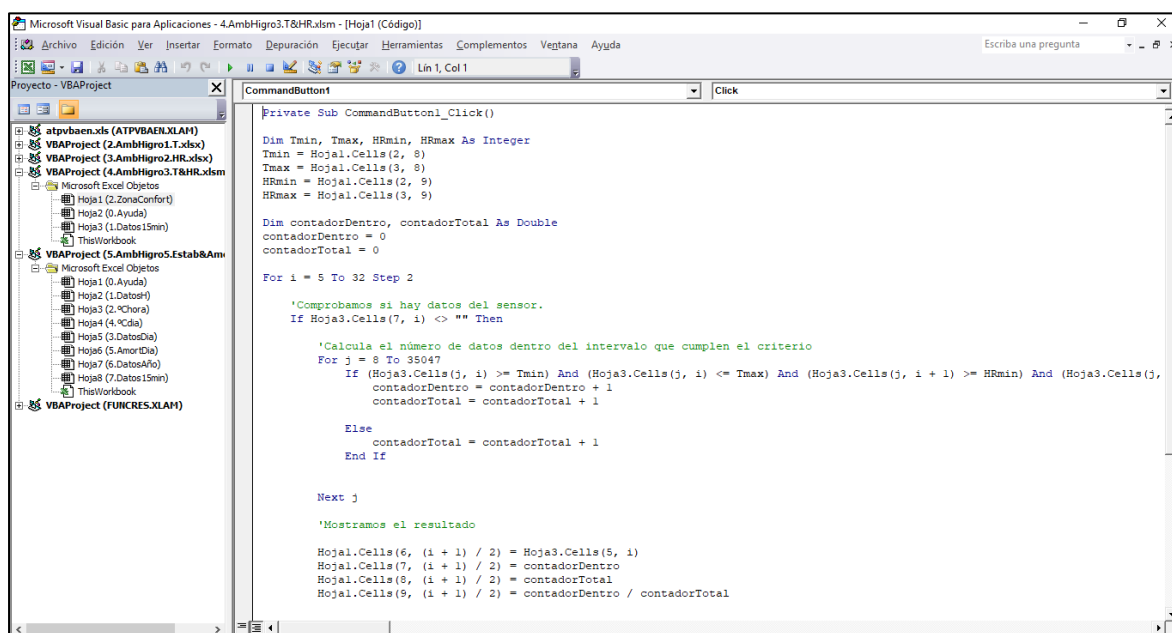 Microsoft Visual Basic para Aplicaciones - 4.AmbHigro3.T&HR.xlsm - [Hoja1 (Código)]
Archivo Edición Ver Insertar Formato Depuración Ejecutar Herramientas Complementos Ventana Ayuda
Escriba una pregunta
Lín 1, Col 1
Proyecto - VBAProject
atpvbaen.xls (ATPVBAEN.XLAM)
VBAProject (2.AmbHigro1.T.xlsx)
VBAProject (3.AmbHigro2.HR.xlsx)
VBAProject (4.AmbHigro3.T&HR.xlsm
Microsoft Excel Objetos
Hoja1 (2.ZonaConfort)
Hoja2 (0.Ayuda)
Hoja3 (1.Datos15min)
ThisWorkbook
VBAProject (5.AmbHigro5.Estab&Amo
Microsoft Excel Objetos
Hoja1 (0.Ayuda)
Hoja2 (1.DatosH)
Hoja3 (2.ºChora)
Hoja4 (4.ºCdia)
Hoja5 (3.DatosDia)
Hoja6 (5.AmortDia)
Hoja7 (6.DatosAño)
Hoja8 (7.Datos15min)
ThisWorkbook
VBAProject (FUNCRES.XLAM)
CommandButton1
Click
Private Sub CommandButton1_Click()
Dim Tmin, Tmax, HRmin, HRmax As Integer
Tmin = Hoja1.Cells(2, 8)
Tmax = Hoja1.Cells(3, 8)
HRmin = Hoja1.Cells(2, 9)
HRmax = Hoja1.Cells(3, 9)
Dim contadorDentro, contadorTotal As Double
contadorDentro = 0
contadorTotal = 0
For i = 5 To 32 Step 2
'Comprobamos si hay datos del sensor.
If Hoja3.Cells(7, i) <> "" Then
'Calcula el número de datos dentro del intervalo que cumplen el criterio
For j = 8 To 35047
If (Hoja3.Cells(j, i) >= Tmin) And (Hoja3.Cells(j, i) <= Tmax) And (Hoja3.Cells(j, i + 1) >= HRmin) And (Hoja3.Cells(j,
contadorDentro = contadorDentro + 1
contadorTotal = contadorTotal + 1
Else
contadorTotal = contadorTotal + 1
End If
Next j
'Mostramos el resultado
Hoja1.Cells(6, (i + 1) / 2) = Hoja3.Cells(5, i)
Hoja1.Cells(7, (i + 1) / 2) = contadorDentro
Hoja1.Cells(8, (i + 1) / 2) = contadorTotal
Hoja1.Cells(9, (i + 1) / 2) = contadorDentro / contadorTotal